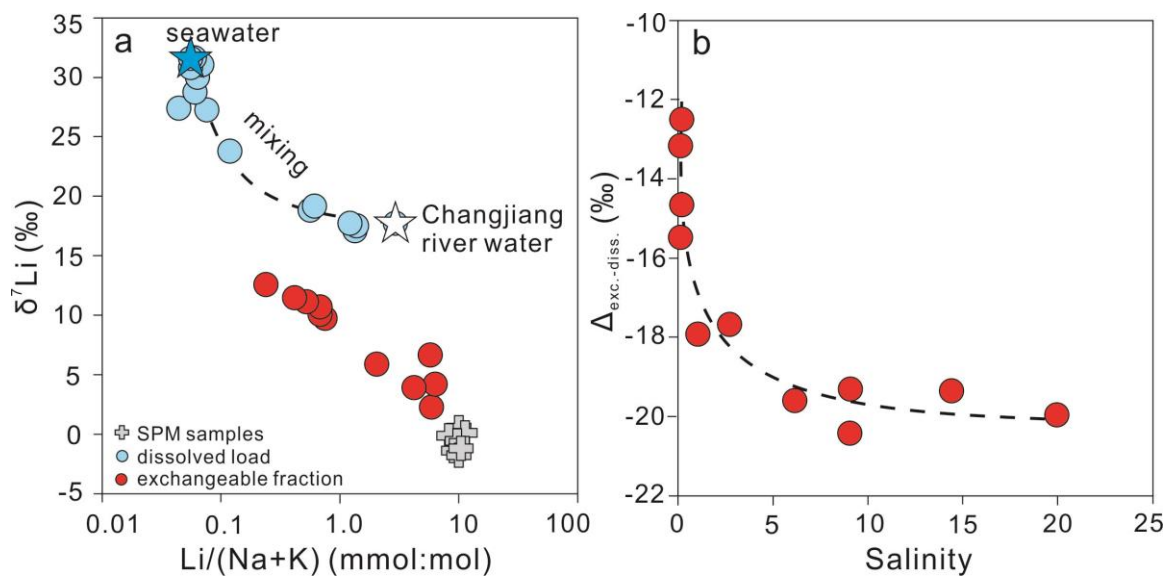 a
seawater
mixing
Changjiang
river water
SPM samples
dissolved load
exchangeable fraction
35
30
25
20
15
10
5
0
-5
δ⁷Li (‰)
0.01 0.1 1.0 10 100
Li/(Na+K) (mmol:mol)
b
-10
-12
-14
-16
-18
-20
-22
Δexc.-diss. (‰)
0 5 10 15 20 25
Salinity